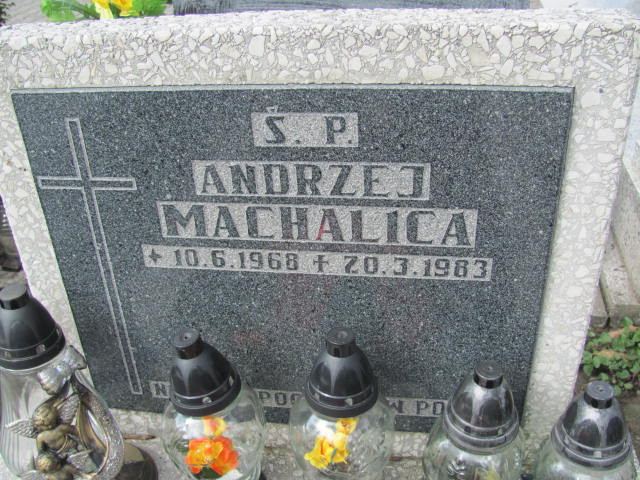 Ś. P.
ANDRZEJ
MACHALICA
* 10.6.1968 + 20.3.1983